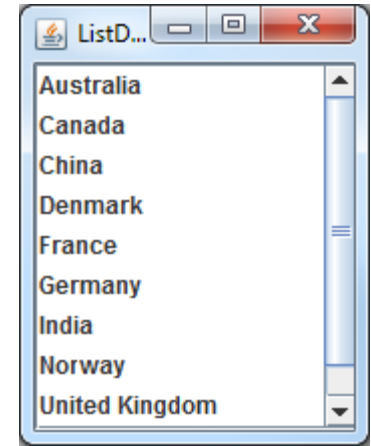 ListD...
Australia
Canada
China
Denmark
France
Germany
India
Norway
United Kingdom